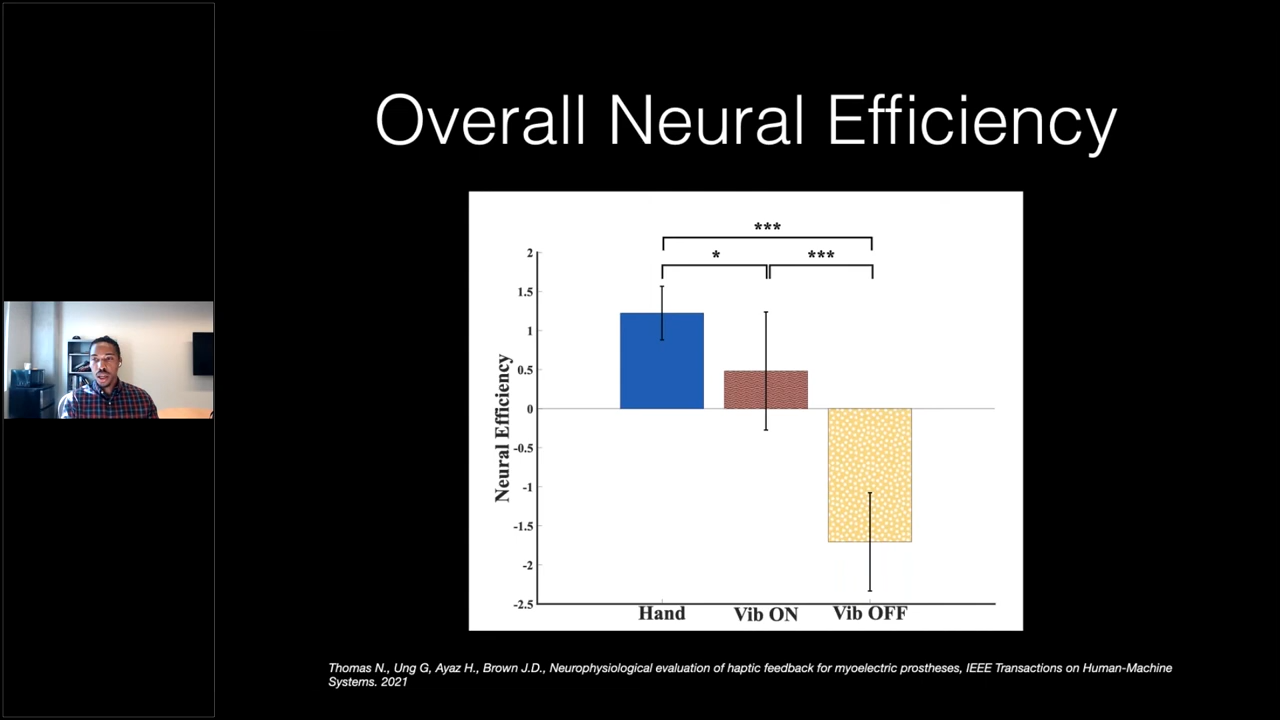 Overall Neural Efficiency
***
* ***
2
1.5
1
0.5
0
-0.5
-1
-1.5
-2
-2.5
Neural Efficiency
Hand Vib ON Vib OFF
Thomas N., Ung G, Ayaz H., Brown J.D., Neurophysiological evaluation of haptic feedback for myoelectric prostheses, IEEE Transactions on Human-Machine
Systems. 2021